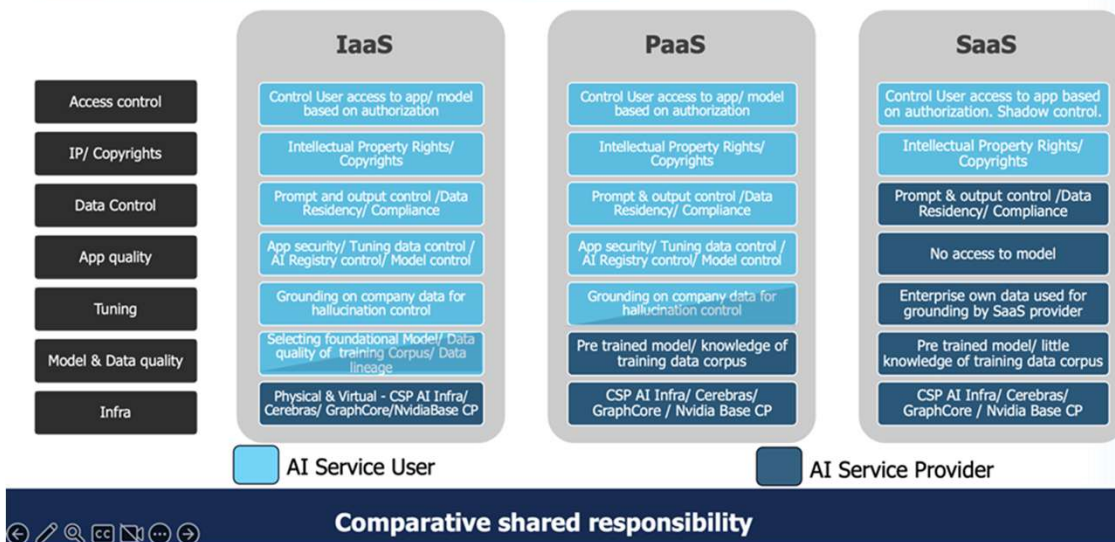 IaaS
PaaS
SaaS
Access control
Control User access to app/ model
based on authorization
Control User access to app/ model
based on authorization
Control User access to app based
on authorization. Shadow control.
IP/ Copyrights
Intellectual Property Rights/
Copyrights
Intellectual Property Rights/
Copyrights
Intellectual Property Rights/
Copyrights
Data Control
Prompt and output control /Data
Residency/ Compliance
Prompt & output control /Data
Residency/ Compliance
Prompt & output control /Data
Residency/ Compliance
App quality
App security/ Tuning data control /
AI Registry control/ Model control
App security/ Tuning data control /
AI Registry control/ Model control
No access to model
Tuning
Grounding on company data for
hallucination control
Grounding on company data for
hallucination control
Enterprise own data used for
grounding by SaaS provider
Model & Data quality
Selecting foundational Model/ Data
quality of training Corpus/ Data
lineage
Pre trained model/ knowledge of
training data corpus
Pre trained model/ little
knowledge of training data corpus
Infra
Physical & Virtual - CSP AI Infra/
Cerebras/ GraphCore/NvidiaBase CP
CSP AI Infra/ Cerebras/
GraphCore / Nvidia Base CP
CSP AI Infra/ Cerebras/
GraphCore / Nvidia Base CP
AI Service User
AI Service Provider
Comparative shared responsibility
CC